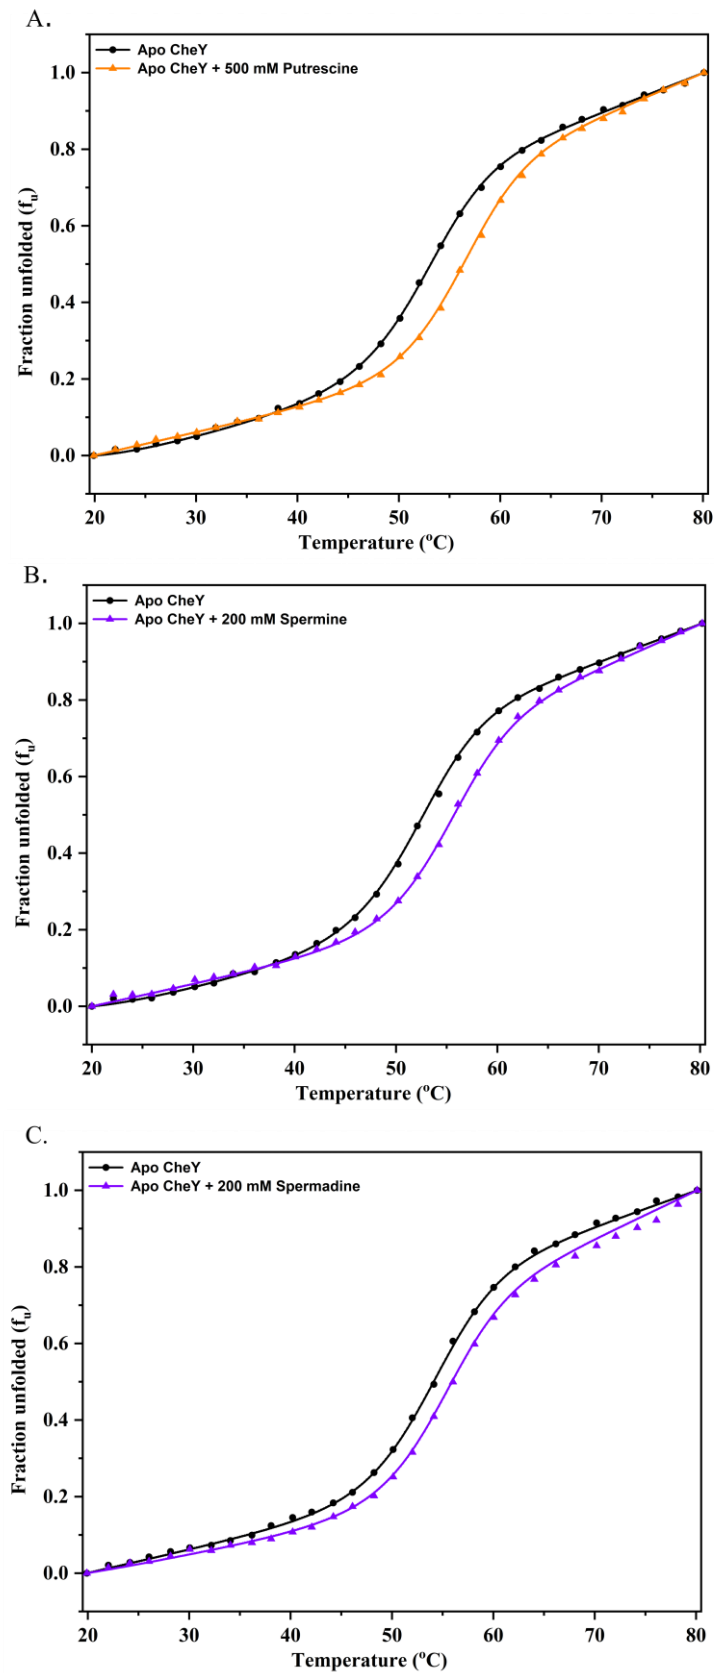 A.
Apo CheY
Apo CheY + 500 mM Putrescine
1.0
0.8
0.6
0.4
0.2
0.0
Fraction unfolded (fu)
20 30 40 50 60 70 80
Temperature (oC)
B.
Apo CheY
Apo CheY + 200 mM Spermine
1.0
0.8
0.6
0.4
0.2
0.0
Fraction unfolded (fu)
20 30 40 50 60 70 80
Temperature (oC)
C.
Apo CheY
Apo CheY + 200 mM Spermadine
1.0
0.8
0.6
0.4
0.2
0.0
Fraction unfolded (fu)
20 30 40 50 60 70 80
Temperature (oC)